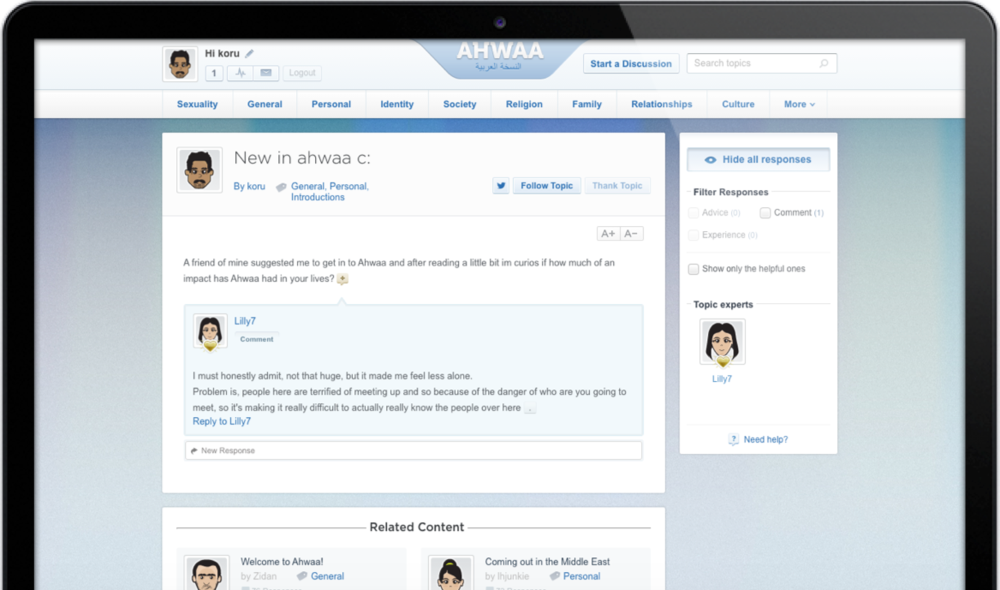 Hi koru
1
Logout
AHWAA
النسخة العربية
Start a Discussion
Search topics
Sexuality
General
Personal
Identity
Society
Religion
Family
Relationships
Culture
More
New in ahwaa c:
By koru
General, Personal,
Introductions
Follow Topic
Thank Topic
A+
A-
A friend of mine suggested me to get in to Ahwaa and after reading a little bit im curios if how much of an
impact has Ahwaa had in your lives? +
Lilly7
Comment
I must honestly admit, not that huge, but it made me feel less alone.
Problem is, people here are terrified of meeting up and so because of the danger of who are you going to
meet, so it's making it really difficult to actually really know the people over here
Reply to Lilly7
New Response
Hide all responses
Filter Responses
Advice (0)
Comment (1)
Experience (0)
Show only the helpful ones
Topic experts
Lilly7
? Need help?
Related Content
Welcome to Ahwaa!
by Zidan
General
Coming out in the Middle East
by Ihjunkie
Personal